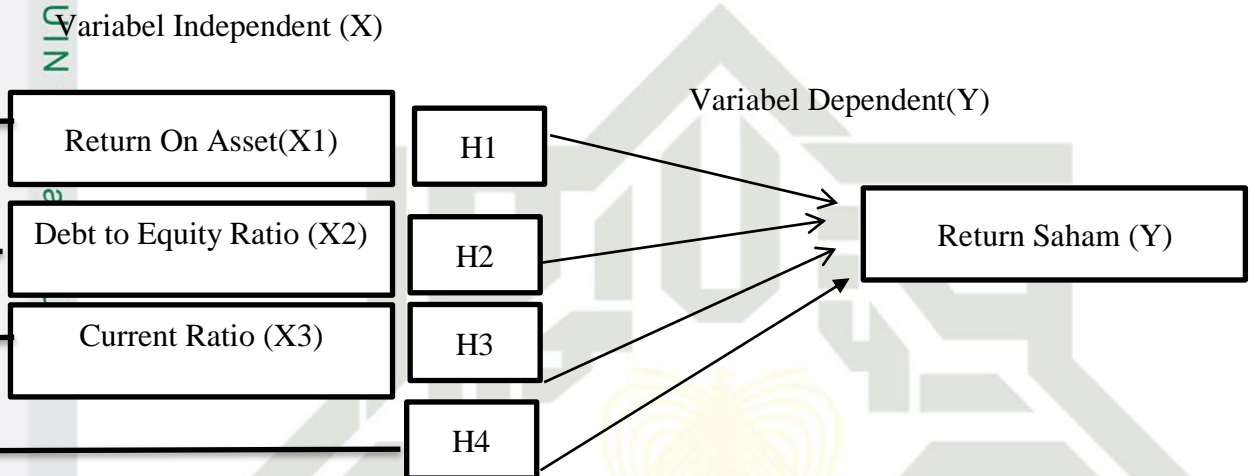 UIN
Variabel Independent (X)
Variabel Dependent(Y)
Return On Asset(X1)
H1
Debt to Equity Ratio (X2)
H2
Return Saham (Y)
Current Ratio (X3)
H3
H4